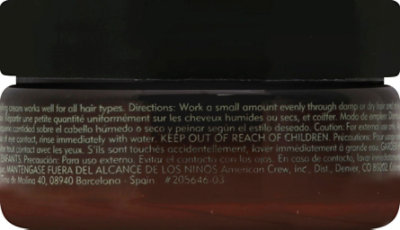 cream works well for all hair types. Directions: Work a small amount evenly through damp or dry hair and
une petite quantité uniformément sur les cheveux humides ou secs, et coiffer. Modo de empleo:
cantidad sobre el cabello húmedo o seco y peinar según el estilo deseado. Caution: For external use
contact, rinse immediately with water. KEEP OUT OF REACH OF CHILDREN. Précautions: Pour
contact avec les yeux. S'ils sont touchés accidentellement, laver immédiatement avec de l'eau.
ENFANTS. Precaución: Para uso externo. Evitar el contacto con los ojos. En caso de contacto, lavar
MANTENGASE FUERA DEL ALCANCE DE LOS NIÑOS American Crew, Inc., Dist., Denver, CO
de Molina 40, 08940 Barcelona - Spain #205646-03